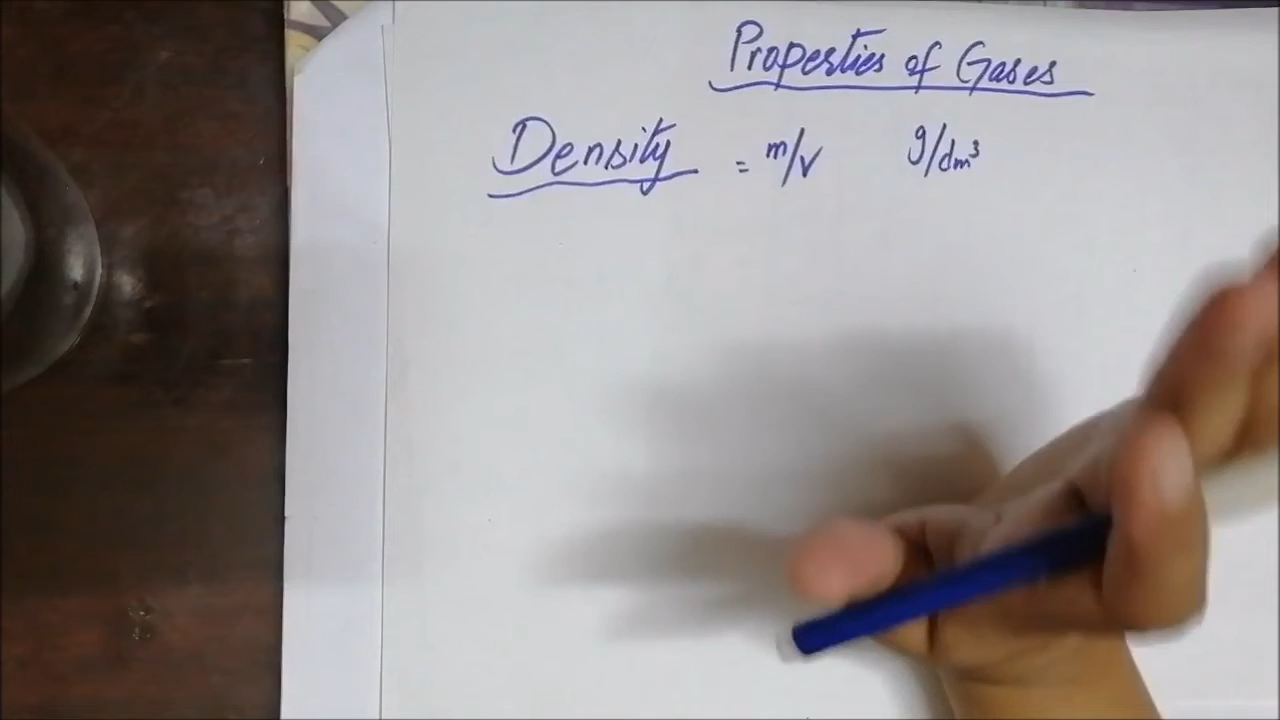 Properties of Gases
Density = m/v g/dm³